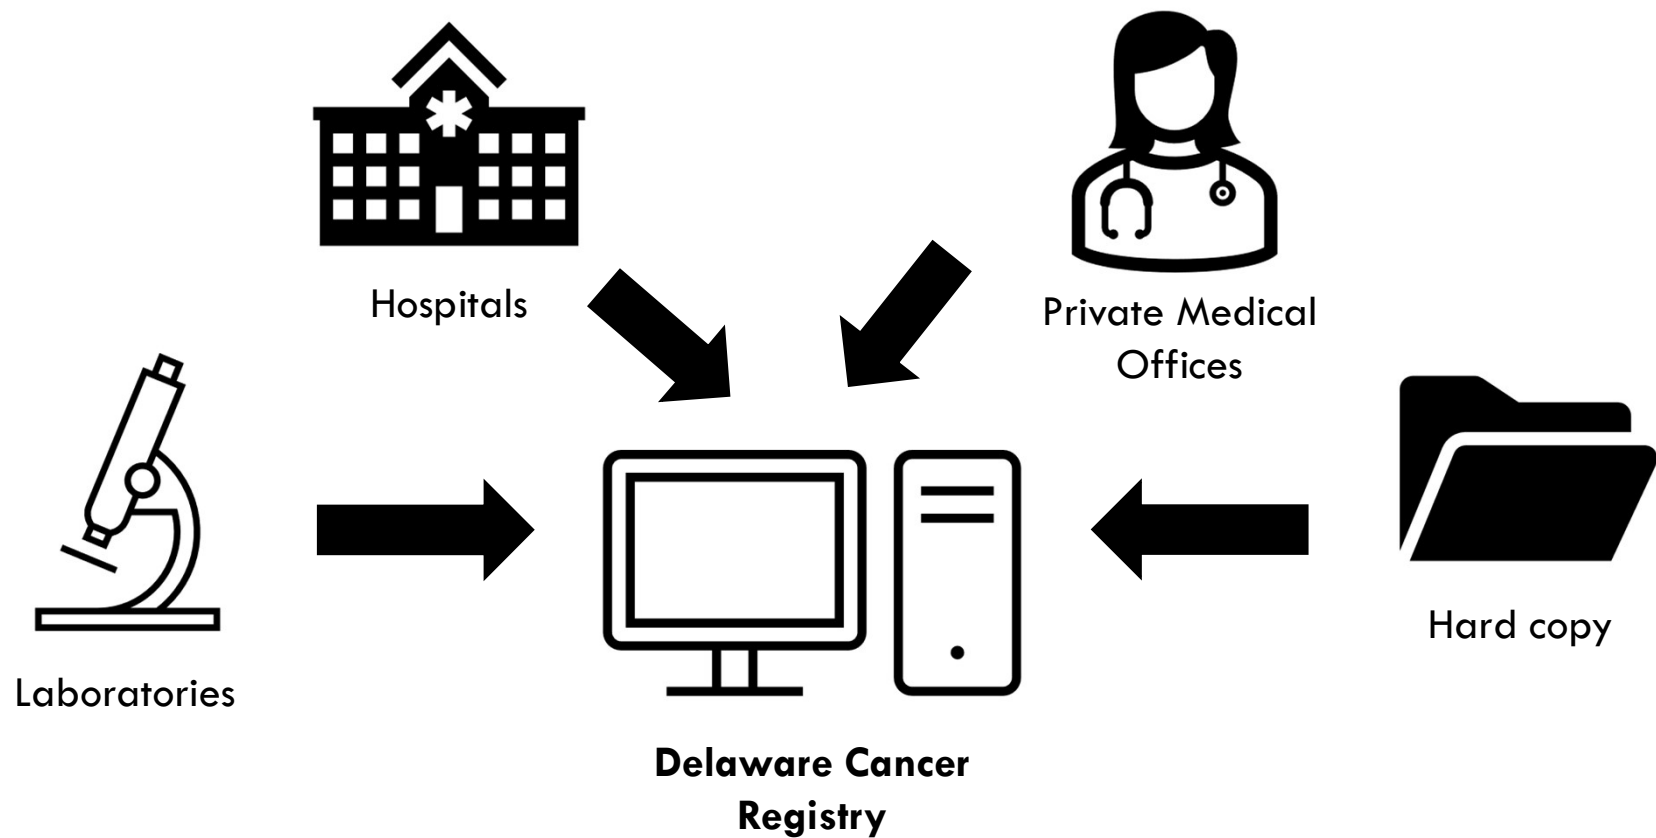 Hospitals
Private Medical
Offices
Laboratories
Hard copy
Delaware Cancer
Registry